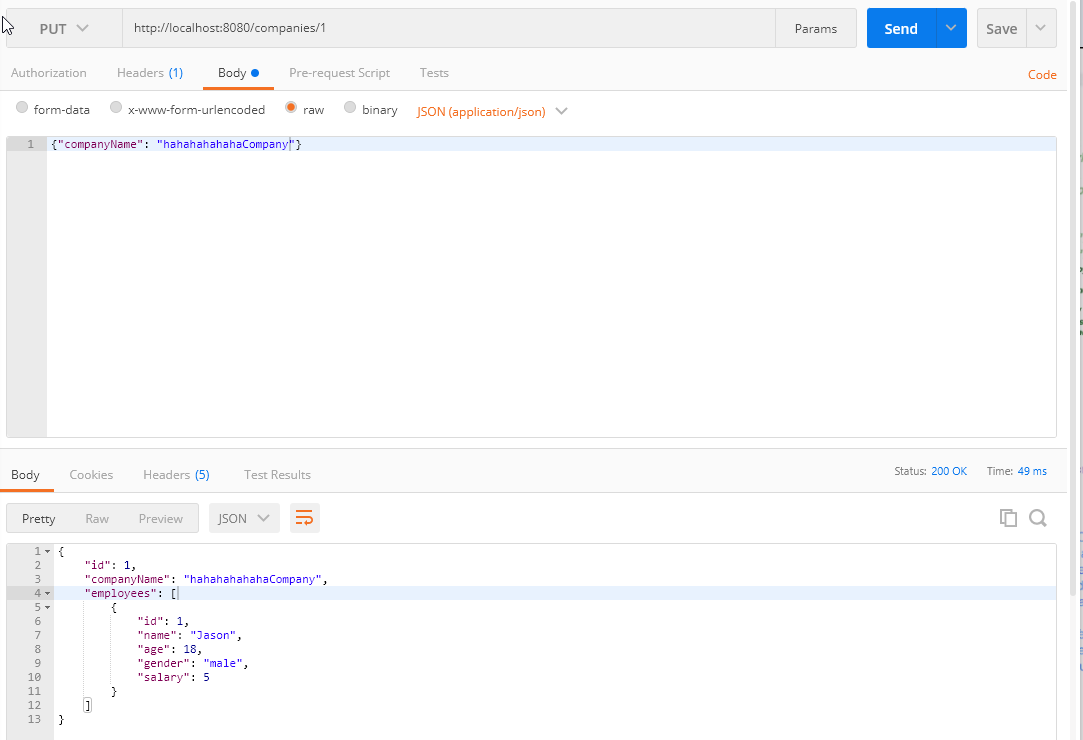 PUT http://localhost:8080/companies/1 Params Send Save
Authorization Headers (1) Body Pre-request Script Tests Code
form-data x-www-form-urlencoded raw binary JSON (application/json)
1 {"companyName": "hahahahahahaCompany"}
Body Cookies Headers (5) Test Results Status: 200 OK Time: 49 ms
Pretty Raw Preview JSON
1 {
2 "id": 1,
3 "companyName": "hahahahahahaCompany",
4 "employees": [
5 {
6 "id": 1,
7 "name": "Jason",
8 "age": 18,
9 "gender": "male",
10 "salary": 5
11 }
12 ]
13 }